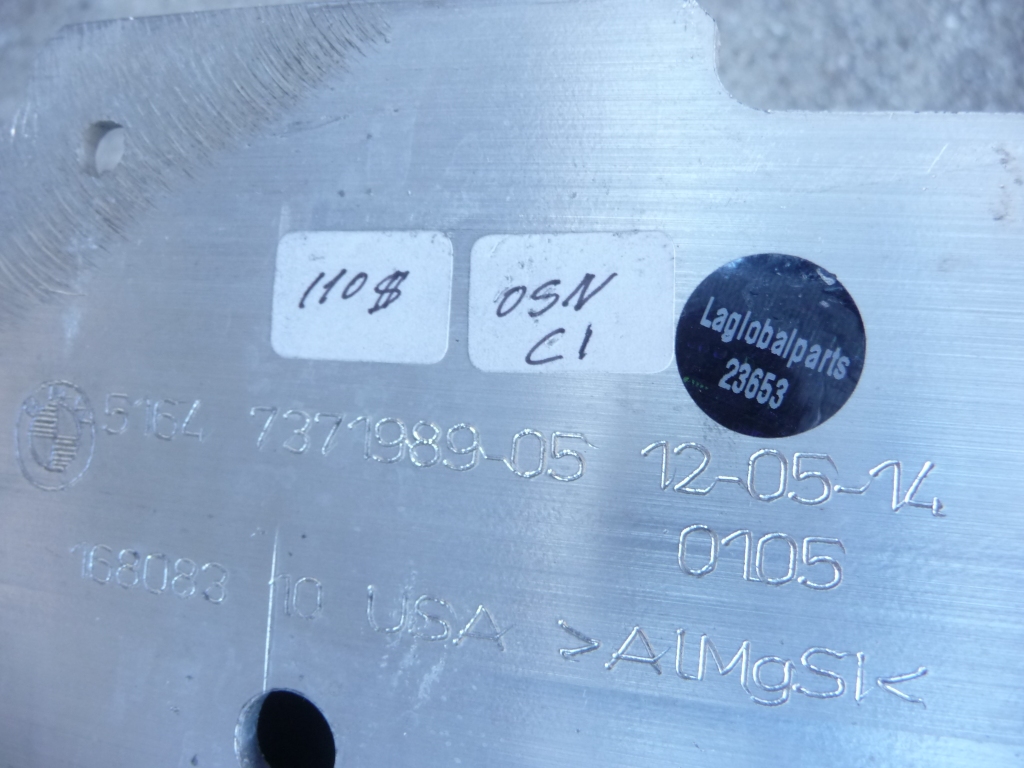 110$
OSN
C1
Laglobalparts
23653
5164 7371989-05 12-05-14
0105
168083 10 USA >AlMgSi<